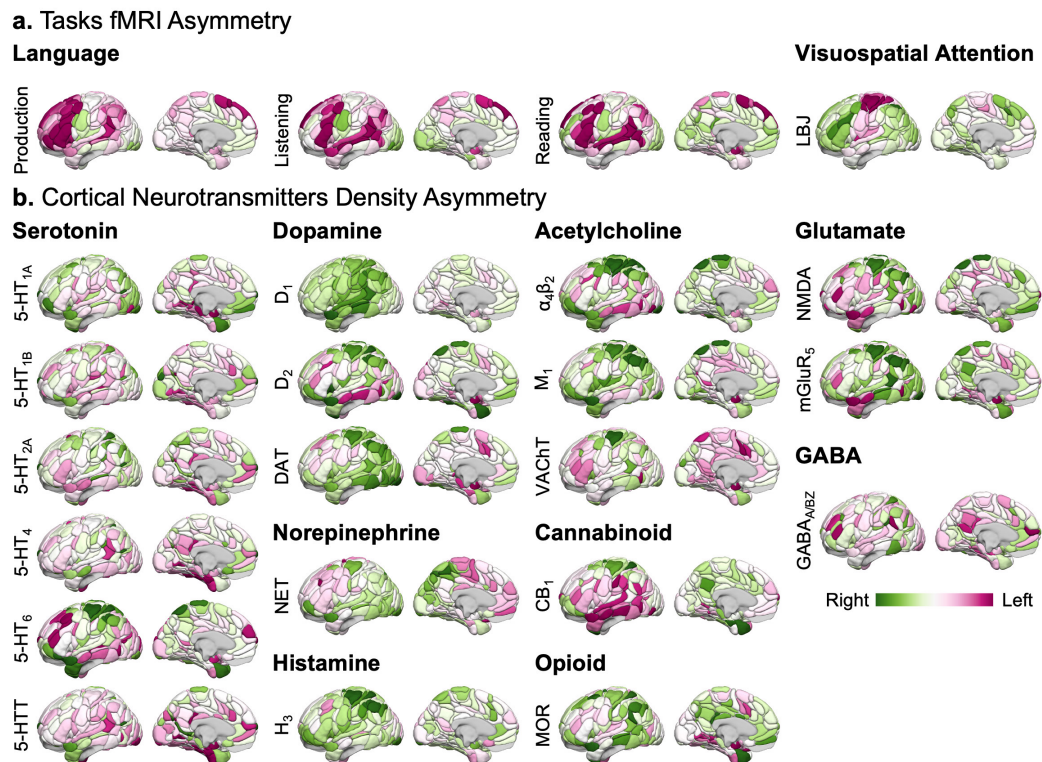 a. Tasks fMRI Asymmetry
Language
Visuospatial Attention
Production
Listening
Reading
LBJ
b. Cortical Neurotransmitters Density Asymmetry
Serotonin
Dopamine
Acetylcholine
Glutamate
5-HT1A
D1
α4β2
NMDA
5-HT1B
D2
M1
mGluR5
5-HT2A
DAT
VAChT
GABA
5-HT4
Norepinephrine
Cannabinoid
GABAA/BZ
NET
CB1
Right
Left
5-HT6
Histamine
Opioid
5-HTT
H3
MOR